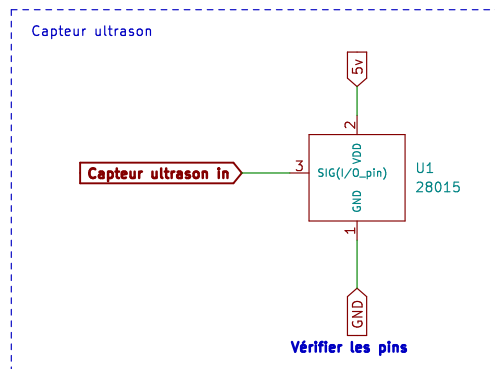 Capteur ultrason
5v
2
VDD
Capteur ultrason in
3
SIG(I/O_pin)
U1
28015
GND
1
GND
Vérifier les pins